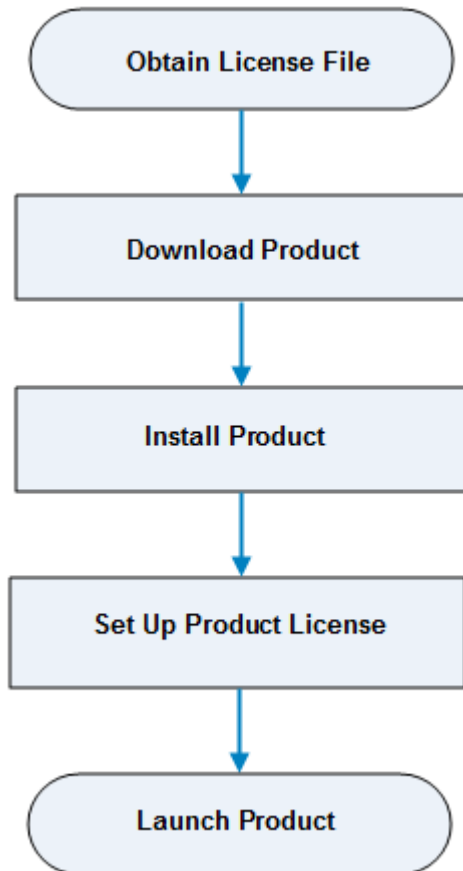 Obtain License File
Download Product
Install Product
Set Up Product License
Launch Product